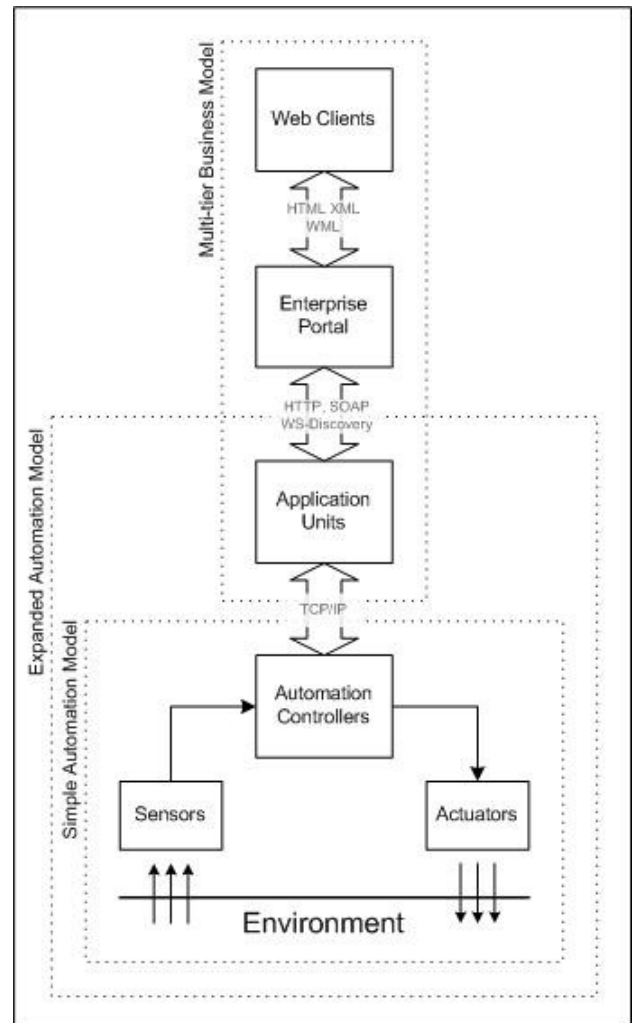 Multi-tier Business Model
Web Clients
HTML XML
WML
Enterprise
Portal
HTTP, SOAP
WS-Discovery
Expanded Automation Model
Application
Units
TCP/IP
Simple Automation Model
Automation
Controllers
Sensors
Actuators
Environment